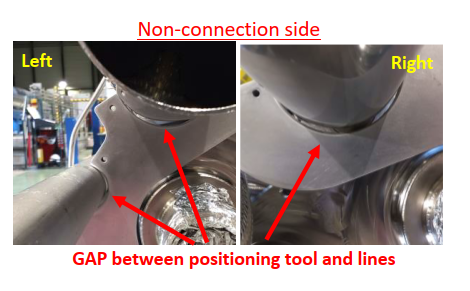 Non-connection side
Left
Right
GAP between positioning tool and lines